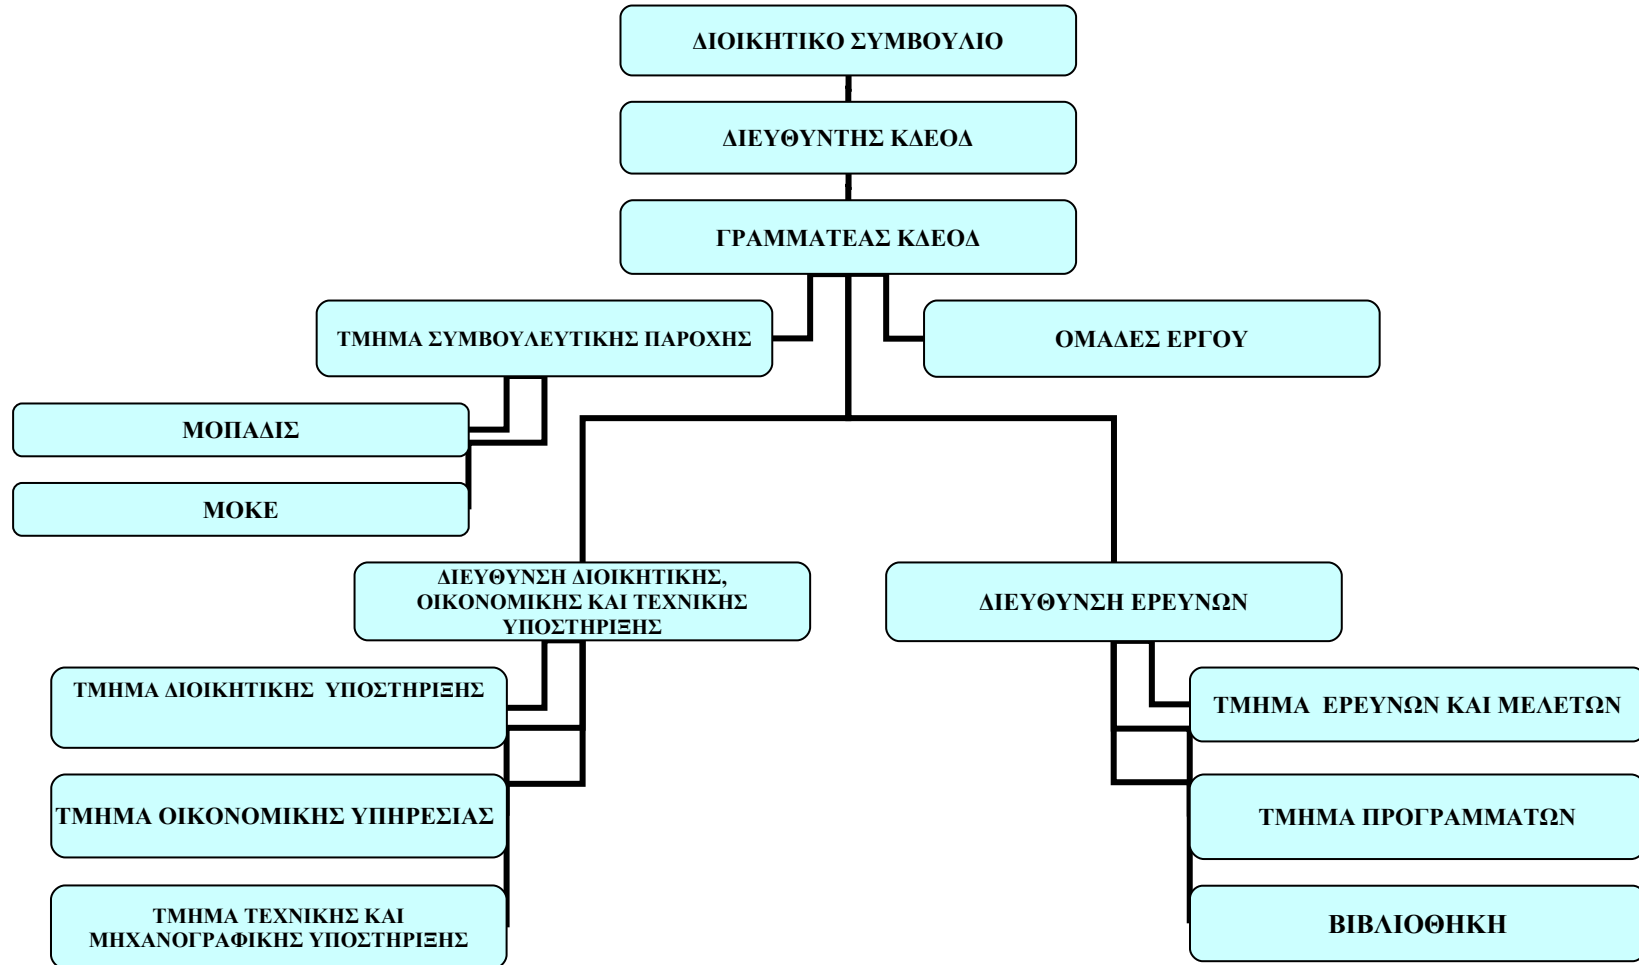 ΔΙΟΙΚΗΤΙΚΟ ΣΥΜΒΟΥΛΙΟ
ΔΙΕΥΘΥΝΤΗΣ ΚΔΕΟΔ
ΓΡΑΜΜΑΤΕΑΣ ΚΔΕΟΔ
ΤΜΗΜΑ ΣΥΜΒΟΥΛΕΥΤΙΚΗΣ ΠΑΡΟΧΗΣ
ΟΜΑΔΕΣ ΕΡΓΟΥ
ΜΟΠΑΔΙΣ
ΜΟΚΕ
ΔΙΕΥΘΥΝΣΗ ΔΙΟΙΚΗΤΙΚΗΣ,
ΟΙΚΟΝΟΜΙΚΗΣ ΚΑΙ ΤΕΧΝΙΚΗΣ
ΥΠΟΣΤΗΡΙΞΗΣ
ΔΙΕΥΘΥΝΣΗ ΕΡΕΥΝΩΝ
ΤΜΗΜΑ ΔΙΟΙΚΗΤΙΚΗΣ  ΥΠΟΣΤΗΡΙΞΗΣ
ΤΜΗΜΑ  ΕΡΕΥΝΩΝ ΚΑΙ ΜΕΛΕΤΩΝ
ΤΜΗΜΑ ΟΙΚΟΝΟΜΙΚΗΣ ΥΠΗΡΕΣΙΑΣ
ΤΜΗΜΑ ΠΡΟΓΡΑΜΜΑΤΩΝ
ΤΜΗΜΑ ΤΕΧΝΙΚΗΣ ΚΑΙ
ΜΗΧΑΝΟΓΡΑΦΙΚΗΣ ΥΠΟΣΤΗΡΙΞΗΣ
ΒΙΒΛΙΟΘΗΚΗ